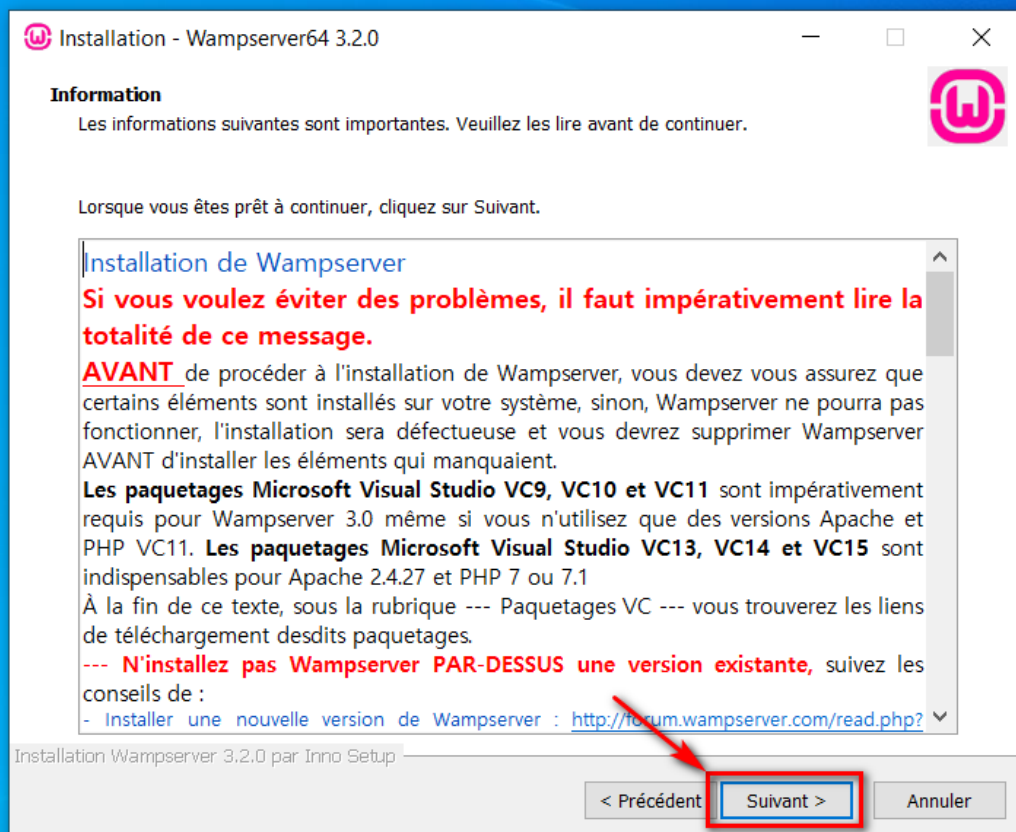 Installation - Wampserver64 3.2.0
Information
Les informations suivantes sont importantes. Veuillez les lire avant de continuer.
Lorsque vous êtes prêt à continuer, cliquez sur Suivant.
Installation de Wampserver
Si vous voulez éviter des problèmes, il faut impérativement lire la
totalité de ce message.
AVANT de procéder à l'installation de Wampserver, vous devez vous assurez que
certains éléments sont installés sur votre système, sinon, Wampserver ne pourra pas
fonctionner, l'installation sera défectueuse et vous devrez supprimer Wampserver
AVANT d'installer les éléments qui manquaient.
Les paquetages Microsoft Visual Studio VC9, VC10 et VC11 sont impérativement
requis pour Wampserver 3.0 même si vous n'utilisez que des versions Apache et
PHP VC11. Les paquetages Microsoft Visual Studio VC13, VC14 et VC15 sont
indispensables pour Apache 2.4.27 et PHP 7 ou 7.1
À la fin de ce texte, sous la rubrique --- Paquetages VC --- vous trouverez les liens
de téléchargement desdits paquetages.
--- N'installez pas Wampserver PAR-DESSUS une version existante, suivez les
conseils de :
- Installer une nouvelle version de Wampserver : http://forum.wampserver.com/read.php?
Installation Wampserver 3.2.0 par Inno Setup
< Précédent
Suivant >
Annuler